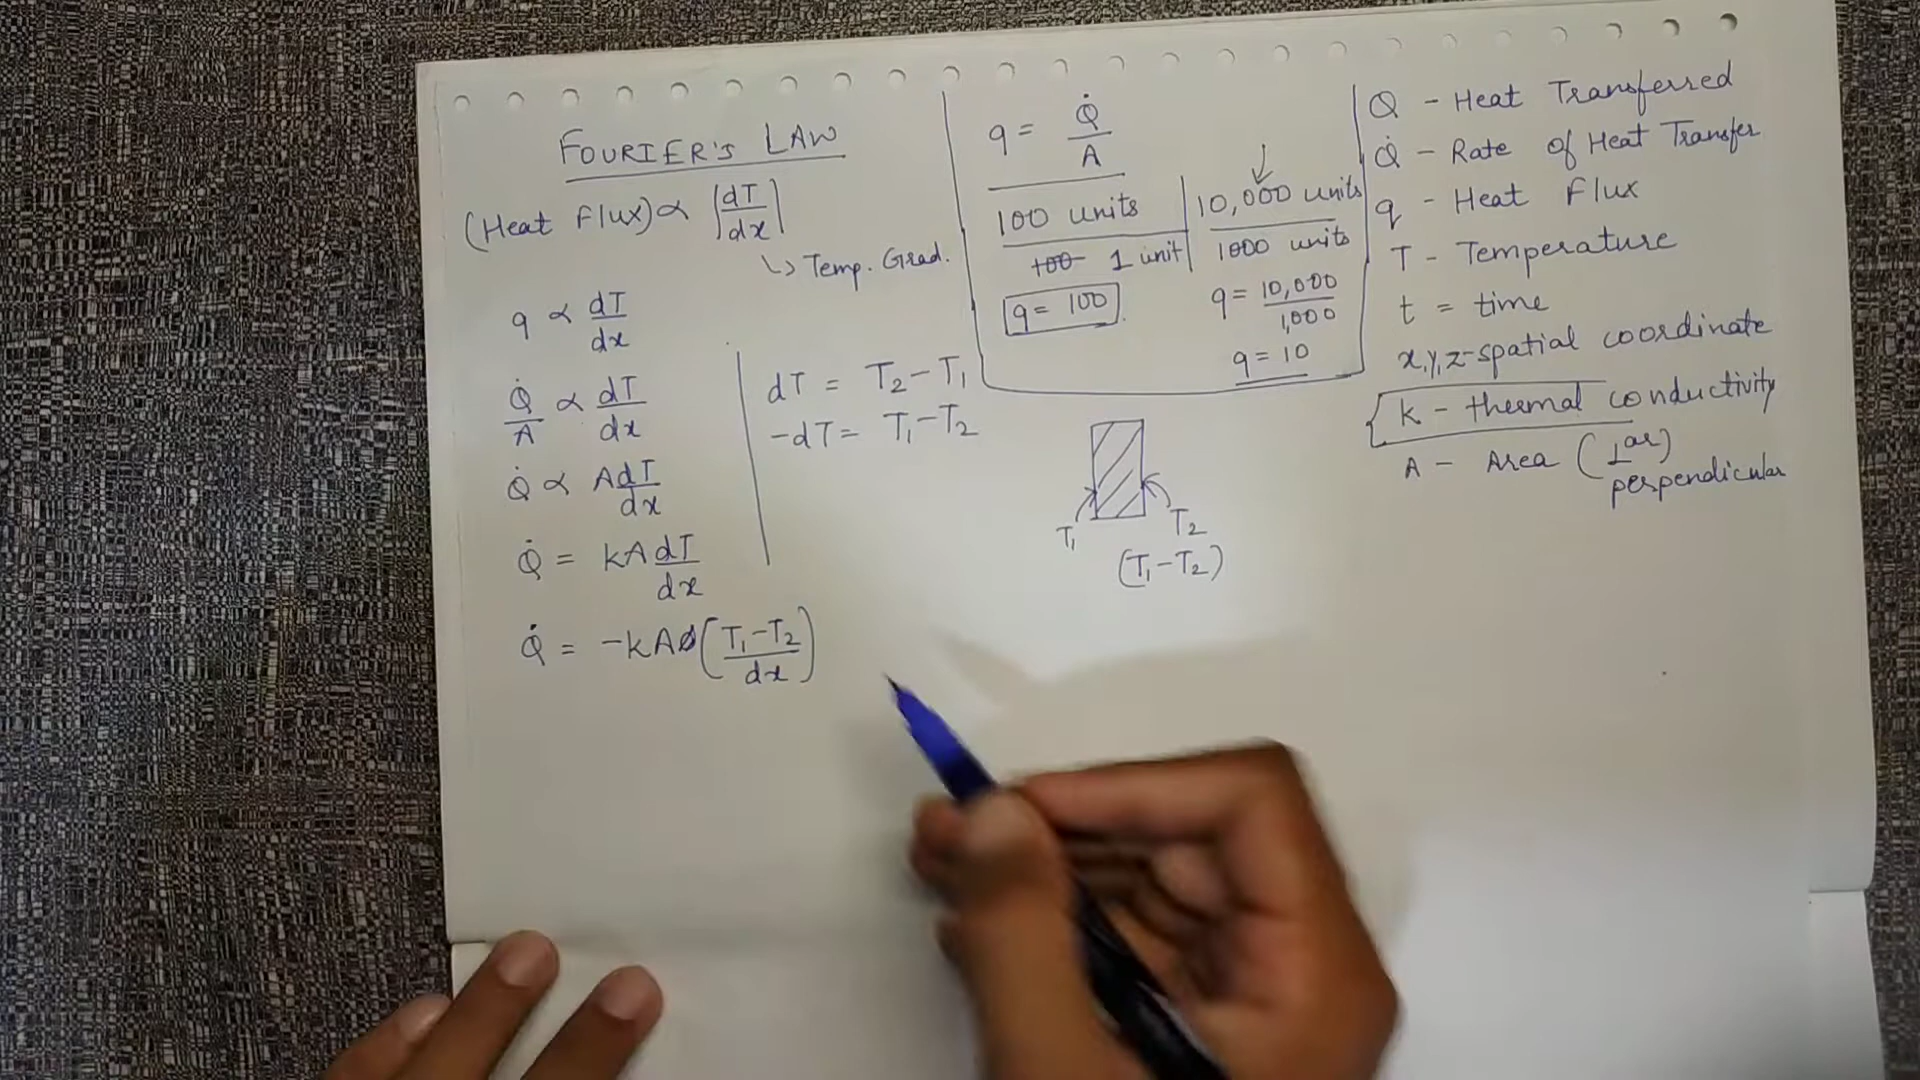 FOURIER'S LAW
(Heat Flux) ∝ |dT/dx|
↳ Temp. Grad.
q ∝ dT/dx
Q̇/A ∝ dT/dx
Q̇ ∝ A dT/dx
Q̇ = kA dT/dx
Q̇ = -kA (T₁-T₂/dx)
dT = T₂-T₁
-dT = T₁-T₂
q = Q̇/A
100 units
100 1 unit
q = 100
10,000 units
1000 units
q = 10,000/1,000
q = 10
T₁
T₂
(T₁-T₂)
Q - Heat Transferred
Q̇ - Rate of Heat Transfer
q - Heat Flux
T - Temperature
t = time
x,y,z-spatial coordinate
k - thermal conductivity
A - Area (⊥ar)
perpendicular